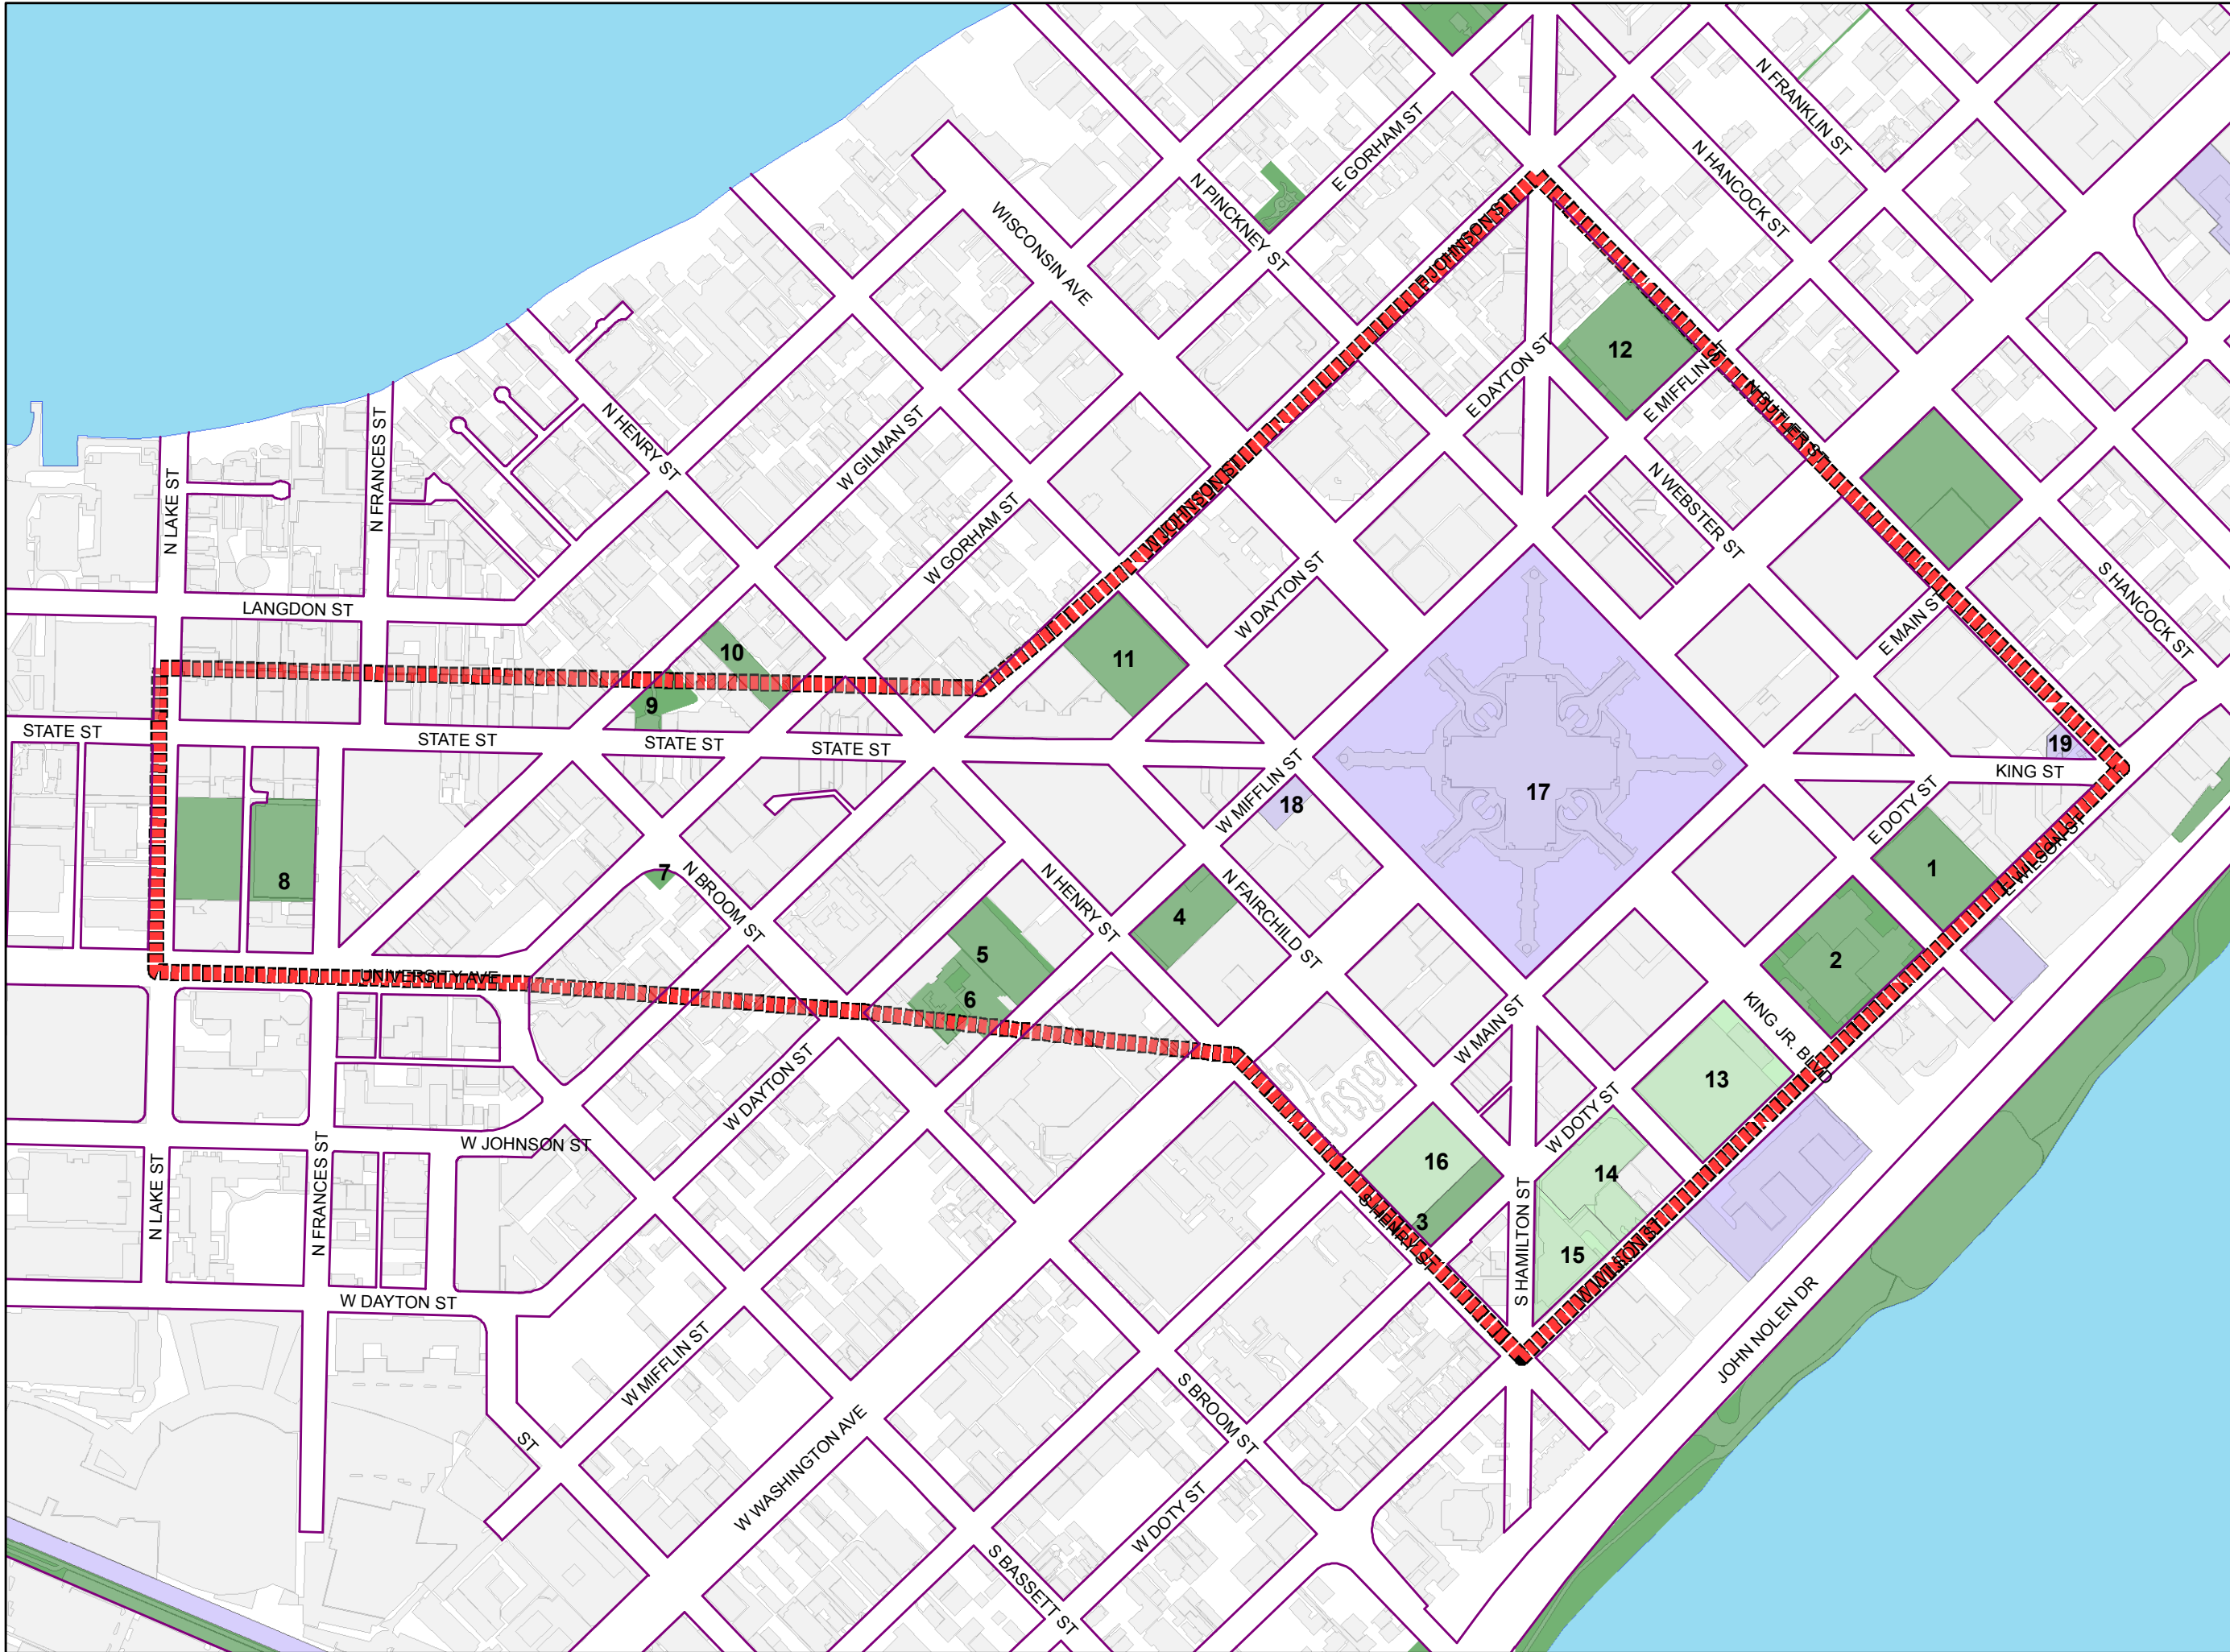 N FRANKLIN ST
E GORHAM ST
N HANCOCK ST
N PINCKNEY ST
WISCONSIN AVE
E JOHNSON ST
12
E DAYTON ST
E MIFFLIN ST
N BUTLER ST
N HENRY ST
N FRANCES ST
W GILMAN ST
N LAKE ST
W JOHNSON ST
N WEBSTER ST
W GORHAM ST
LANGDON ST
W DAYTON ST
S HANCOCK ST
E MAIN ST
10
11
9
STATE ST
STATE ST
STATE ST
STATE ST
19
KING ST
W MIFFLIN ST
18
17
E DOTY ST
7
8
N BROOM ST
N HENRY ST
N FAIRCHILD ST
4
1
E WILSON ST
5
2
UNIVERSITY AVE
6
W MAIN ST
KING JR. BLVD
W DAYTON ST
13
W DOTY ST
W JOHNSON ST
16
14
N LAKE ST
N FRANCES ST
3
S HENRY ST
S HAMILTON ST
15
W WILSON ST
W DAYTON ST
JOHN NOLEN DR
W MIFFLIN ST
S BROOM ST
ST
W WASHINGTON AVE
W DOTY ST
S BASSETT ST